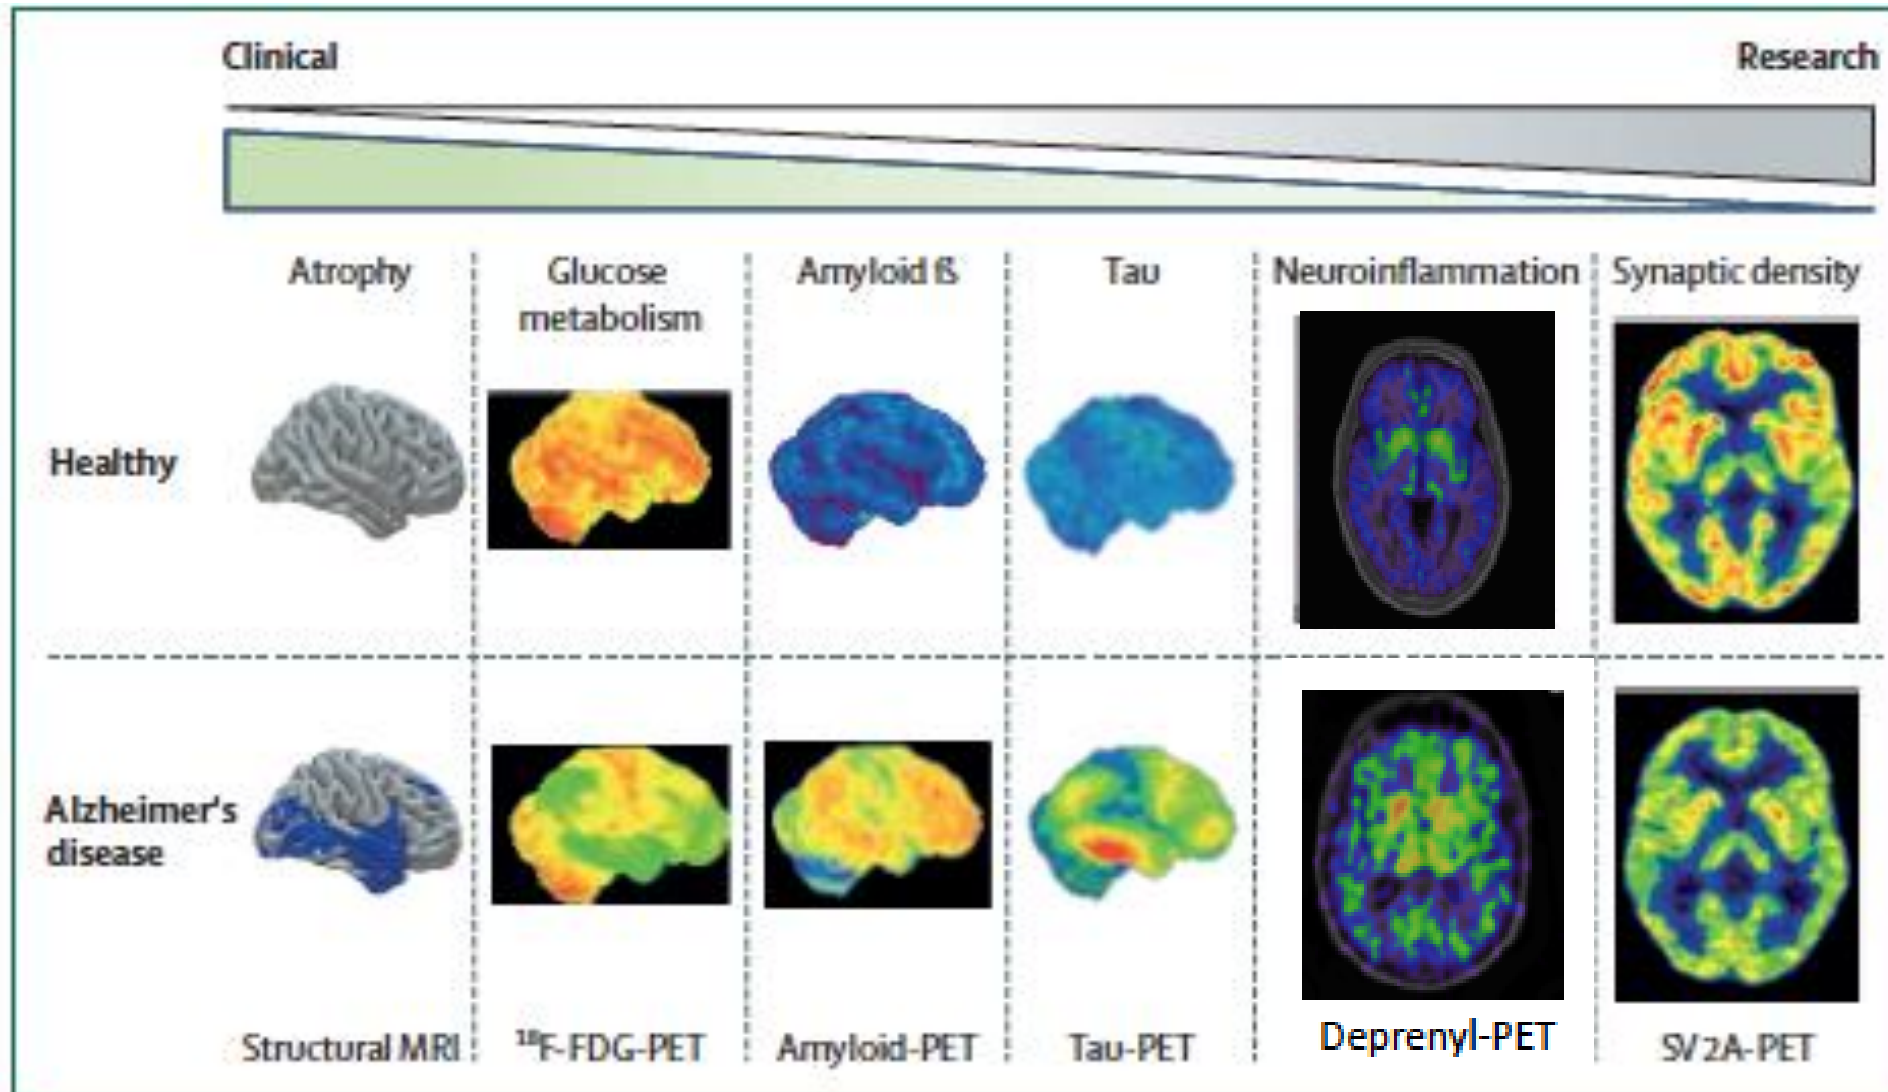 Clinical
Research
Atrophy
Glucose
metabolism
Amyloid ß
Tau
Neuroinflammation
Synaptic density
Healthy
Alzheimer's
disease
Structural MRI
¹⁸F-FDG-PET
Amyloid-PET
Tau-PET
Deprenyl-PET
SV2A-PET